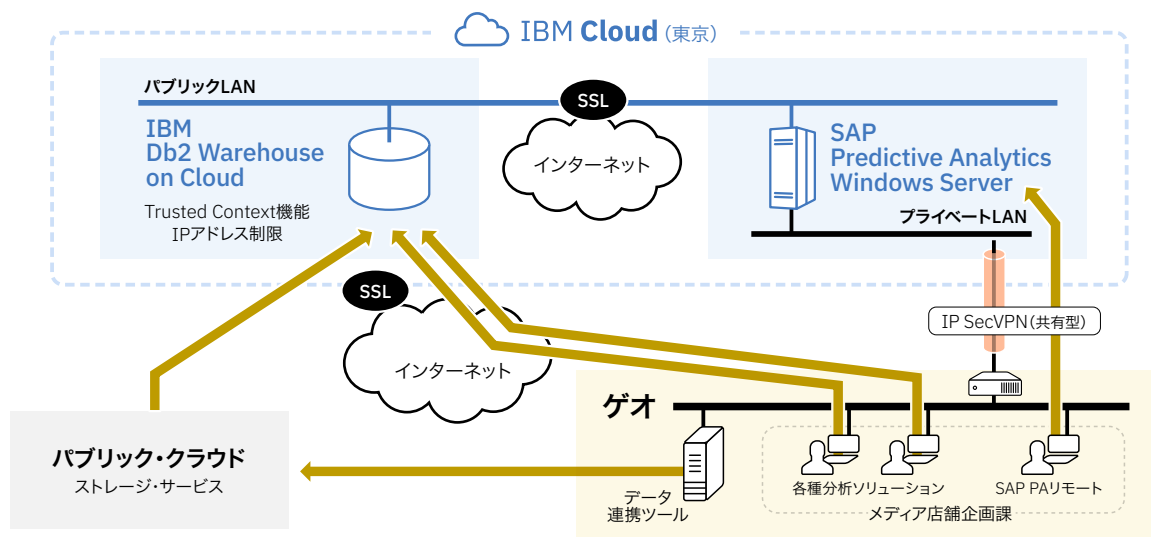 IBM Cloud（東京）
パブリックLAN
SSL
インターネット
IBM
Db2 Warehouse
on Cloud
Trusted Context機能
IPアドレス制限
SAP
Predictive Analytics
Windows Server
プライベートLAN
SSL
インターネット
IP SecVPN（共有型）
ゲオ
パブリック・クラウド
ストレージ・サービス
データ
連携ツール
各種分析ソリューション
SAP PAリモート
メディア店舗企画課